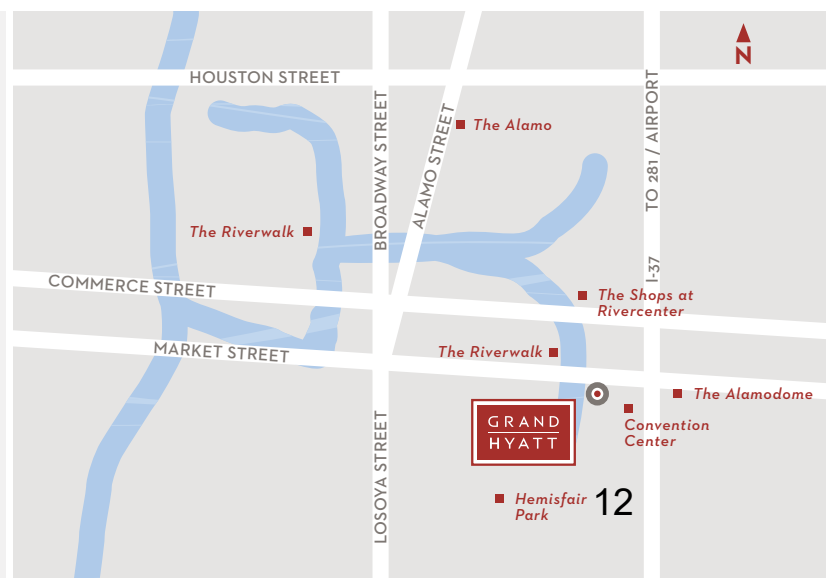 N
HOUSTON STREET
BROADWAY STREET
ALAMO STREET
The Alamo
TO 281 / AIRPORT
The Riverwalk
I-37
COMMERCE STREET
The Shops at
Rivercenter
MARKET STREET
The Riverwalk
The Alamodome
GRAND
HYATT
Convention
Center
LOSOYA STREET
Hemisfair
Park
12